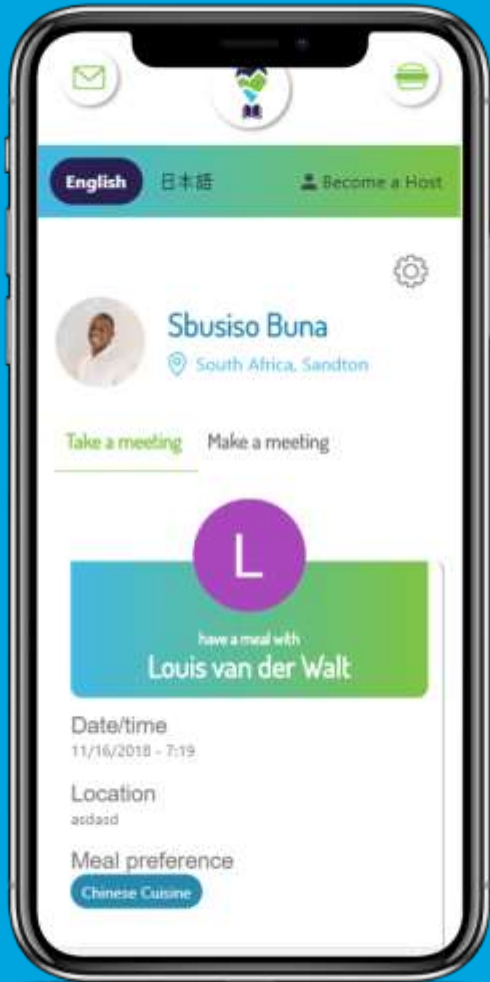 English 日本語 Become a Host
Sbusiso Buna
South Africa, Sandton
Take a meeting Make a meeting
L
have a meal with
Louis van der Walt
Date/time
11/16/2018 - 7:19
Location
asdasd
Meal preference
Chinese Cuisine